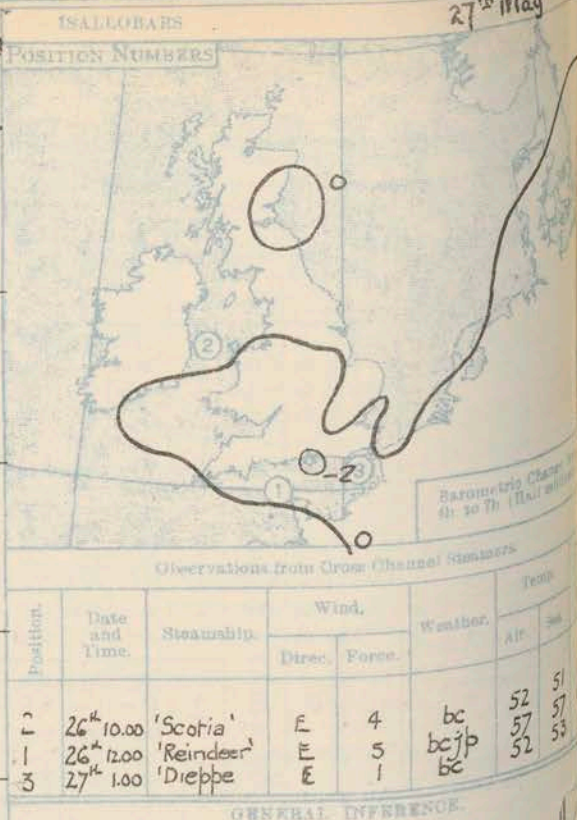 27th May
ISALLOBARS
POSITION NUMBERS
0
2
-2
3
1
0
Barometric Change
4h to 7h
Observations from Cross Channel Steamers.
Position.
Date and Time.
Steamship.
Wind.
Direc. Force.
Weather.
Temp.
Air. Sea.
2 26th 10.00 'Scotia' E 4 bc 52 51
1 26th 12.00 'Reindeer' E 5 bcjp 57 57
3 27th 1.00 'Dieppe E 1 bc 52 53
GENERAL INFERENCE.